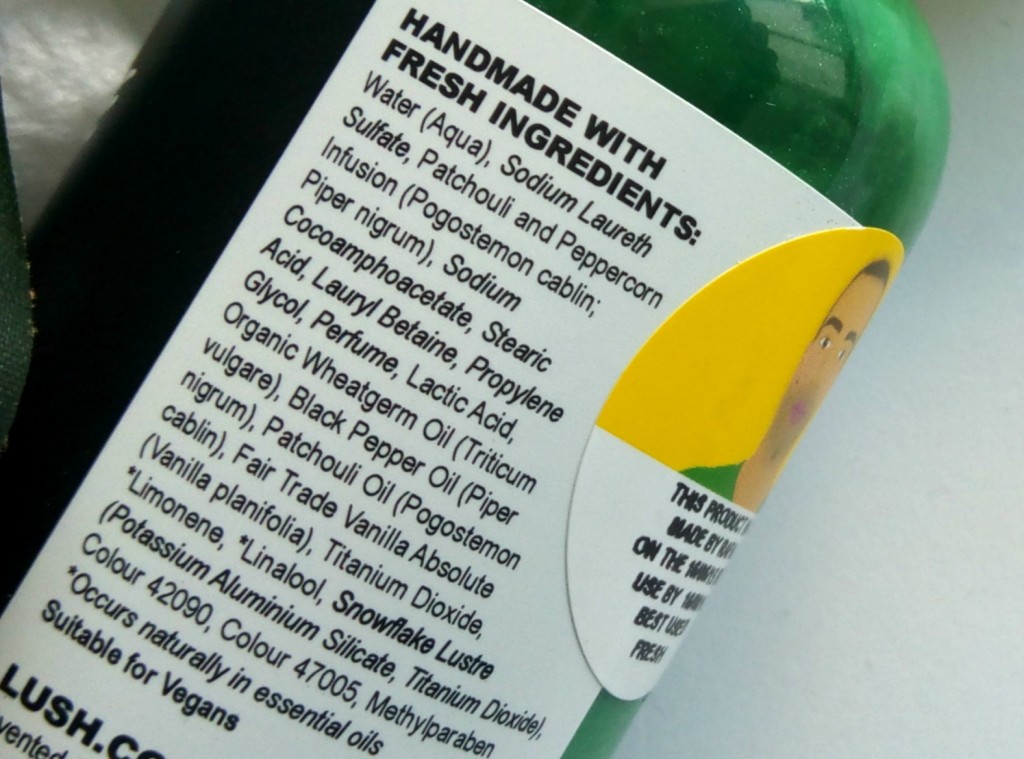 HANDMADE WITH
FRESH INGREDIENTS:
Water (Aqua), Sodium Laureth
Sulfate, Patchouli and Peppercorn
Infusion (Pogostemon cablin;
Piper nigrum), Sodium
Cocoamphoacetate, Stearic
Acid, Lauryl Betaine, Propylene
Glycol, Perfume, Lactic Acid,
Organic Wheatgerm Oil (Triticum
vulgare), Black Pepper Oil (Piper
nigrum), Patchouli Oil (Pogostemon
cablin), Fair Trade Vanilla Absolute
(Vanilla planifolia), Titanium Dioxide,
*Limonene, *Linalool, Snowflake Lustre
(Potassium Aluminium Silicate, Titanium Dioxide),
Colour 42090, Colour 47005, Methylparaben
*Occurs naturally in essential oils
Suitable for Vegans
LUSH.CO
THIS PRODUCT
MADE BY
ON THE
USE BY
BEST
FRESH